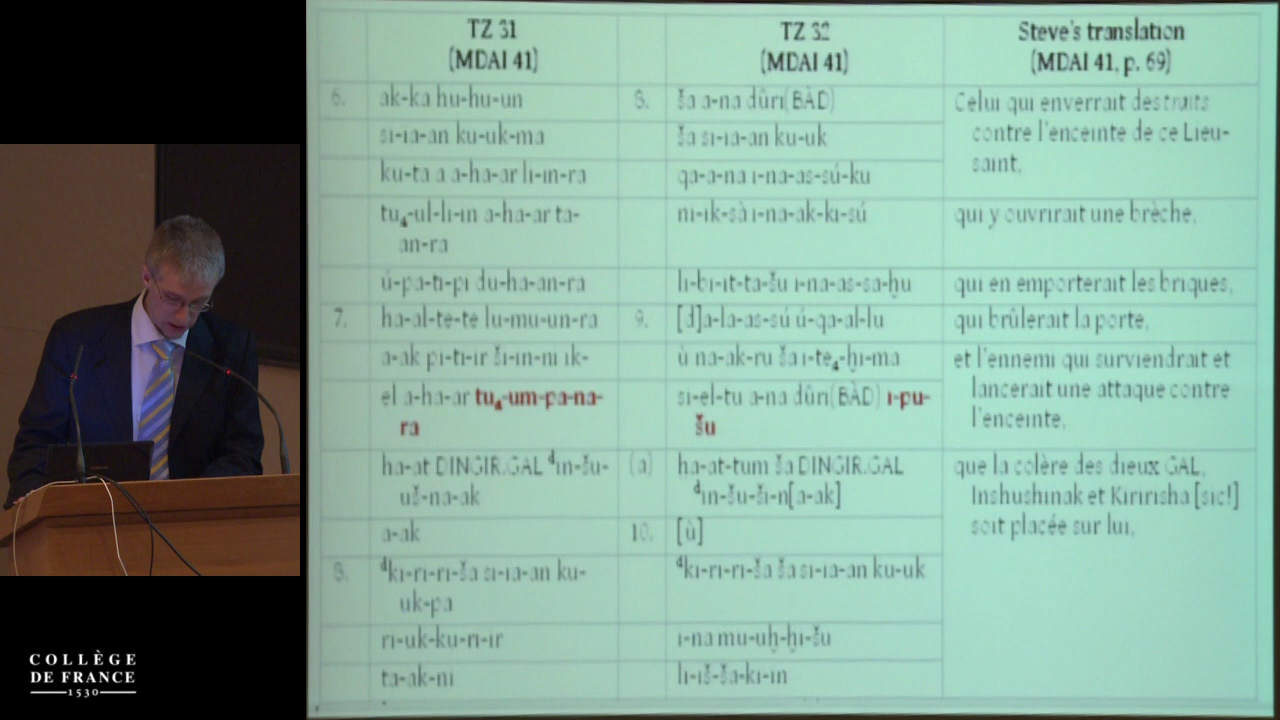 TZ 31
(MDAI 41)
TZ 32
(MDAI 41)
Steve's translation
(MDAI 41, p. 69)
6. ak-ka hu-hu-un
8. ša a-na dûri(BÀD)
Celui qui enverrait des traits
contre l'enceinte de ce Lieu-
saint,
si-ia-an ku-uk-ma
ša si-ia-an ku-uk
ku-ta a a-ha-ar li-in-ra
qa-a-na i-na-as-sú-ku
tu₄-ul-li-in a-ha-ar ta-
an-ra
ni-ik-sà i-na-ak-ki-sú
qui y ouvrirait une brèche,
ú-pa-ti-pi du-ha-an-ra
li-bi-it-ta-šu i-na-as-sa-ḫu
qui en emporterait les briques,
7. ha-al-te-te lu-mu-un-ra
9. [d]a-la-as-sú ú-qa-al-lu
qui brûlerait la porte,
a-ak pi-ti-ir ši-in-ni ik-
ù na-ak-ru ša i-te₄-ḫi-ma
et l'ennemi qui surviendrait et
lancerait une attaque contre
l'enceinte,
el a-ha-ar tu₄-um-pa-na-
ra
si-el-tu a-na dûri(BÀD) i-pu-
šu
ha-at DINGIR.GAL ᵈin-šu-
uš-na-ak
(a) ha-at-tum ša DINGIR.GAL
ᵈin-šu-ši-n[a-ak]
que la colère des dieux GAL,
Inshushinak et Kiririsha [sic!]
soit placée sur lui,
a-ak
10. [ù]
8. ᵈki-ri-ri-ša si-ia-an ku-
uk-pa
ᵈki-ri-ri-ša ša si-ia-an ku-uk
ri-uk-ku-ri-ir
i-na mu-uḫ-ḫi-šu
ta-ak-ni
li-iš-ša-ki-in
COLLÈGE
DE FRANCE
1530